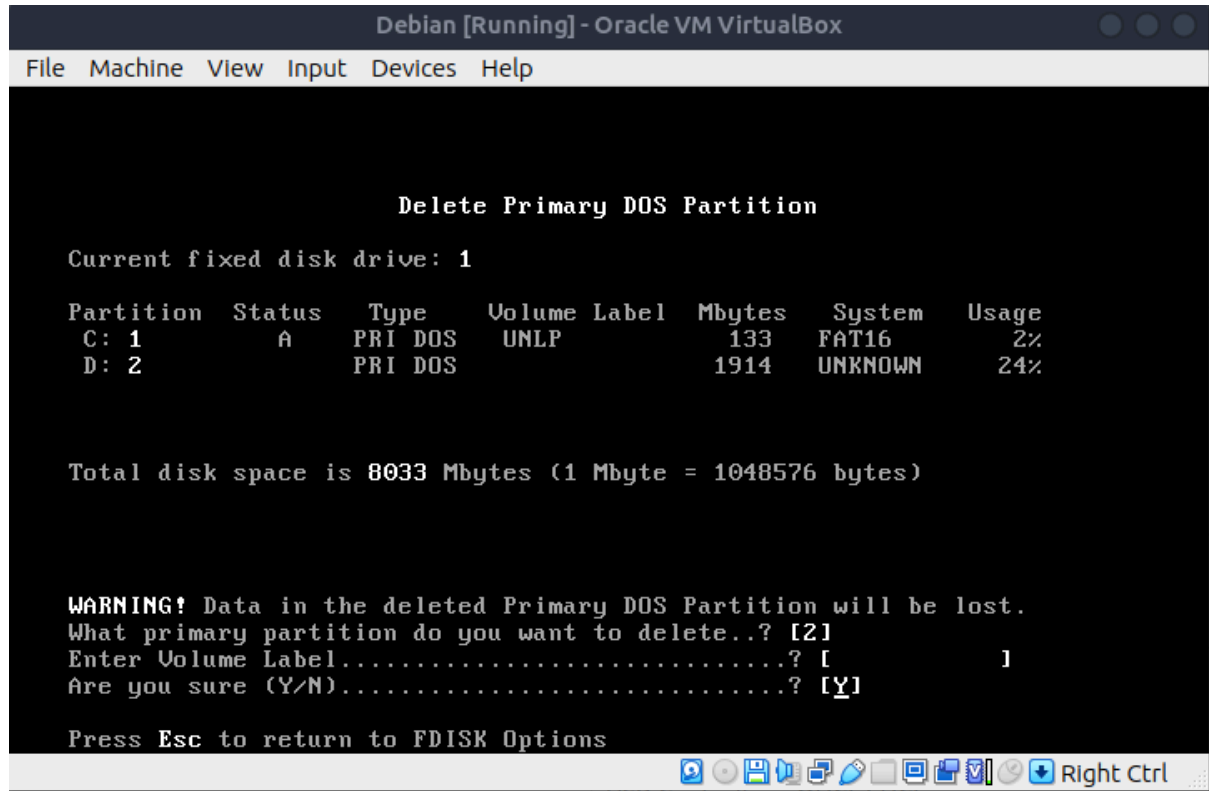 Debian [Running] - Oracle VM VirtualBox
File Machine View Input Devices Help
Delete Primary DOS Partition
Current fixed disk drive: 1
Partition Status Type Volume Label Mbytes System Usage
C: 1 A PRI DOS UNLP 133 FAT16 2%
D: 2 PRI DOS 1914 UNKNOWN 24%
Total disk space is 8033 Mbytes (1 Mbyte = 1048576 bytes)
WARNING! Data in the deleted Primary DOS Partition will be lost.
What primary partition do you want to delete..? [2]
Enter Volume Label..............................? [           ]
Are you sure (Y/N)..............................? [Y]
Press Esc to return to FDISK Options
Right Ctrl